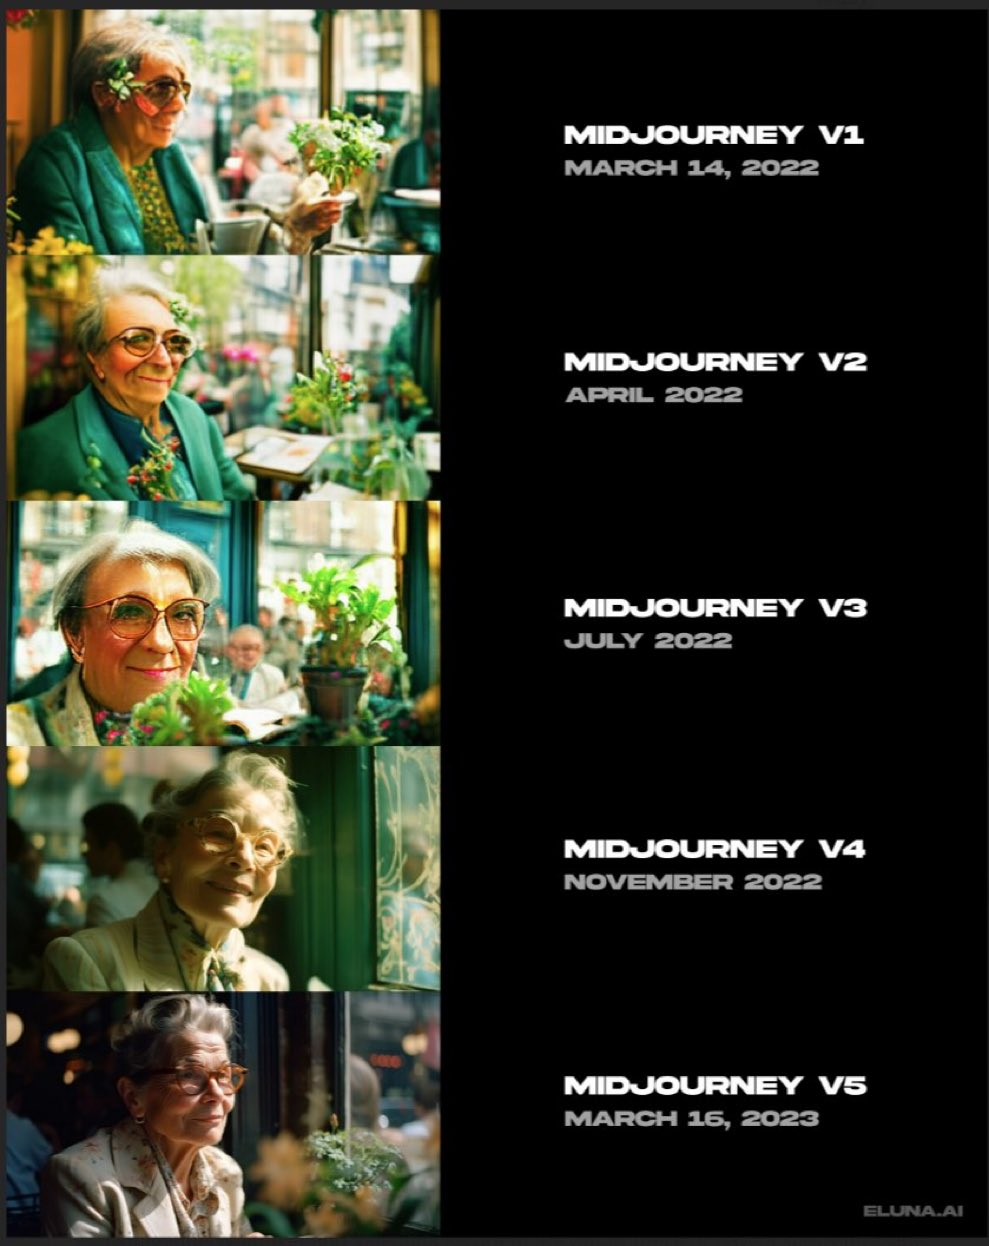 MIDJOURNEY V1
MARCH 14, 2022
MIDJOURNEY V2
APRIL 2022
MIDJOURNEY V3
JULY 2022
MIDJOURNEY V4
NOVEMBER 2022
MIDJOURNEY V5
MARCH 16, 2023
ELUNA.AI